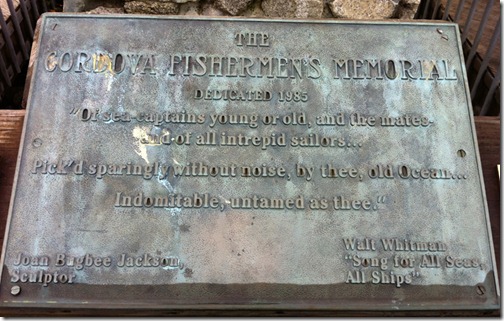 THE
CORDOVA FISHERMEN'S MEMORIAL
DEDICATED 1985
"Of sea-captains young or old, and the mates-
and of all intrepid sailors...
Pick'd sparingly without noise, by thee, old Ocean...
Indomitable, untamed as thee."
Joan Bugbee Jackson,
Sculptor
Walt Whitman
"Song for All Seas,
All Ships"